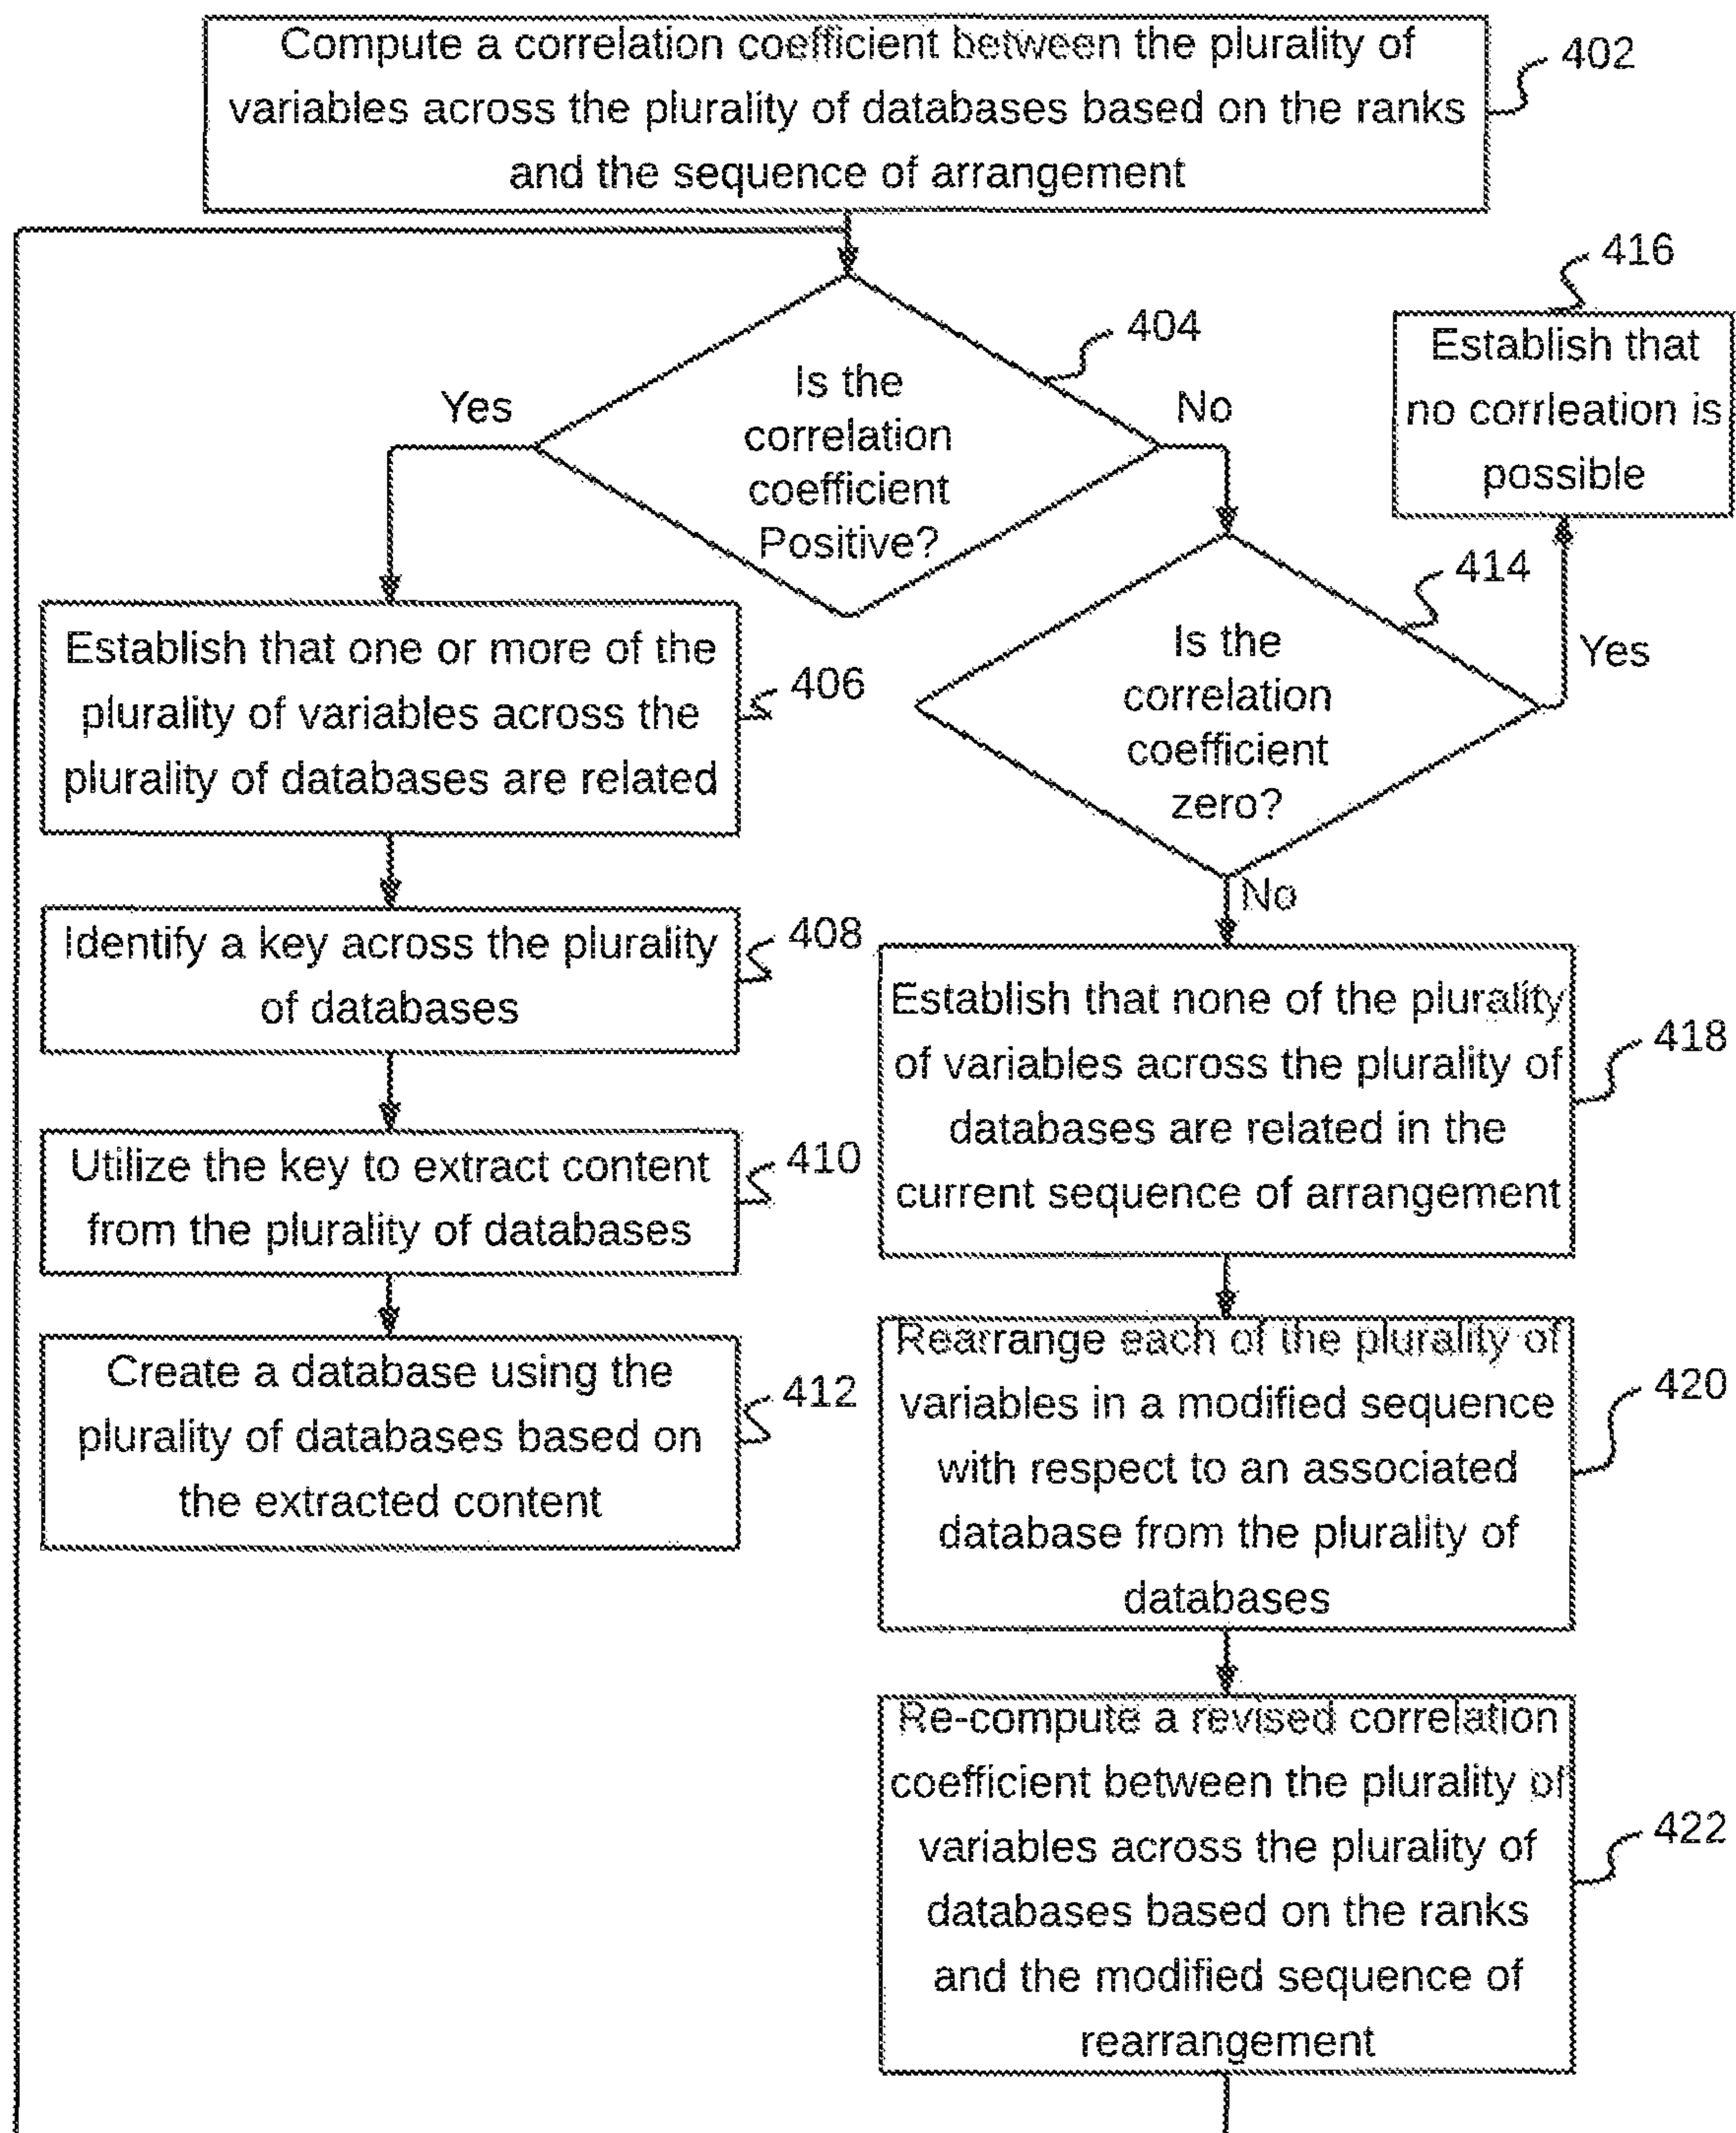 Compute a correlation coefficient between the plurality of
variables across the plurality of databases based on the ranks
and the sequence of arrangement
402
416
Establish that
no corrleation is
possible
404
Is the
correlation
coefficient
Positive?
Yes
No
414
Is the
correlation
coefficient
zero?
Yes
No
Establish that one or more of the
plurality of variables across the
plurality of databases are related
406
Identify a key across the plurality
of databases
408
Utilize the key to extract content
from the plurality of databases
410
Create a database using the
plurality of databases based on
the extracted content
412
Establish that none of the plurality
of variables across the plurality of
databases are related in the
current sequence of arrangement
418
Rearrange each of the plurality of
variables in a modified sequence
with respect to an associated
database from the plurality of
databases
420
Re-compute a revised correlation
coefficient between the plurality of
variables across the plurality of
databases based on the ranks
and the modified sequence of
rearrangement
422